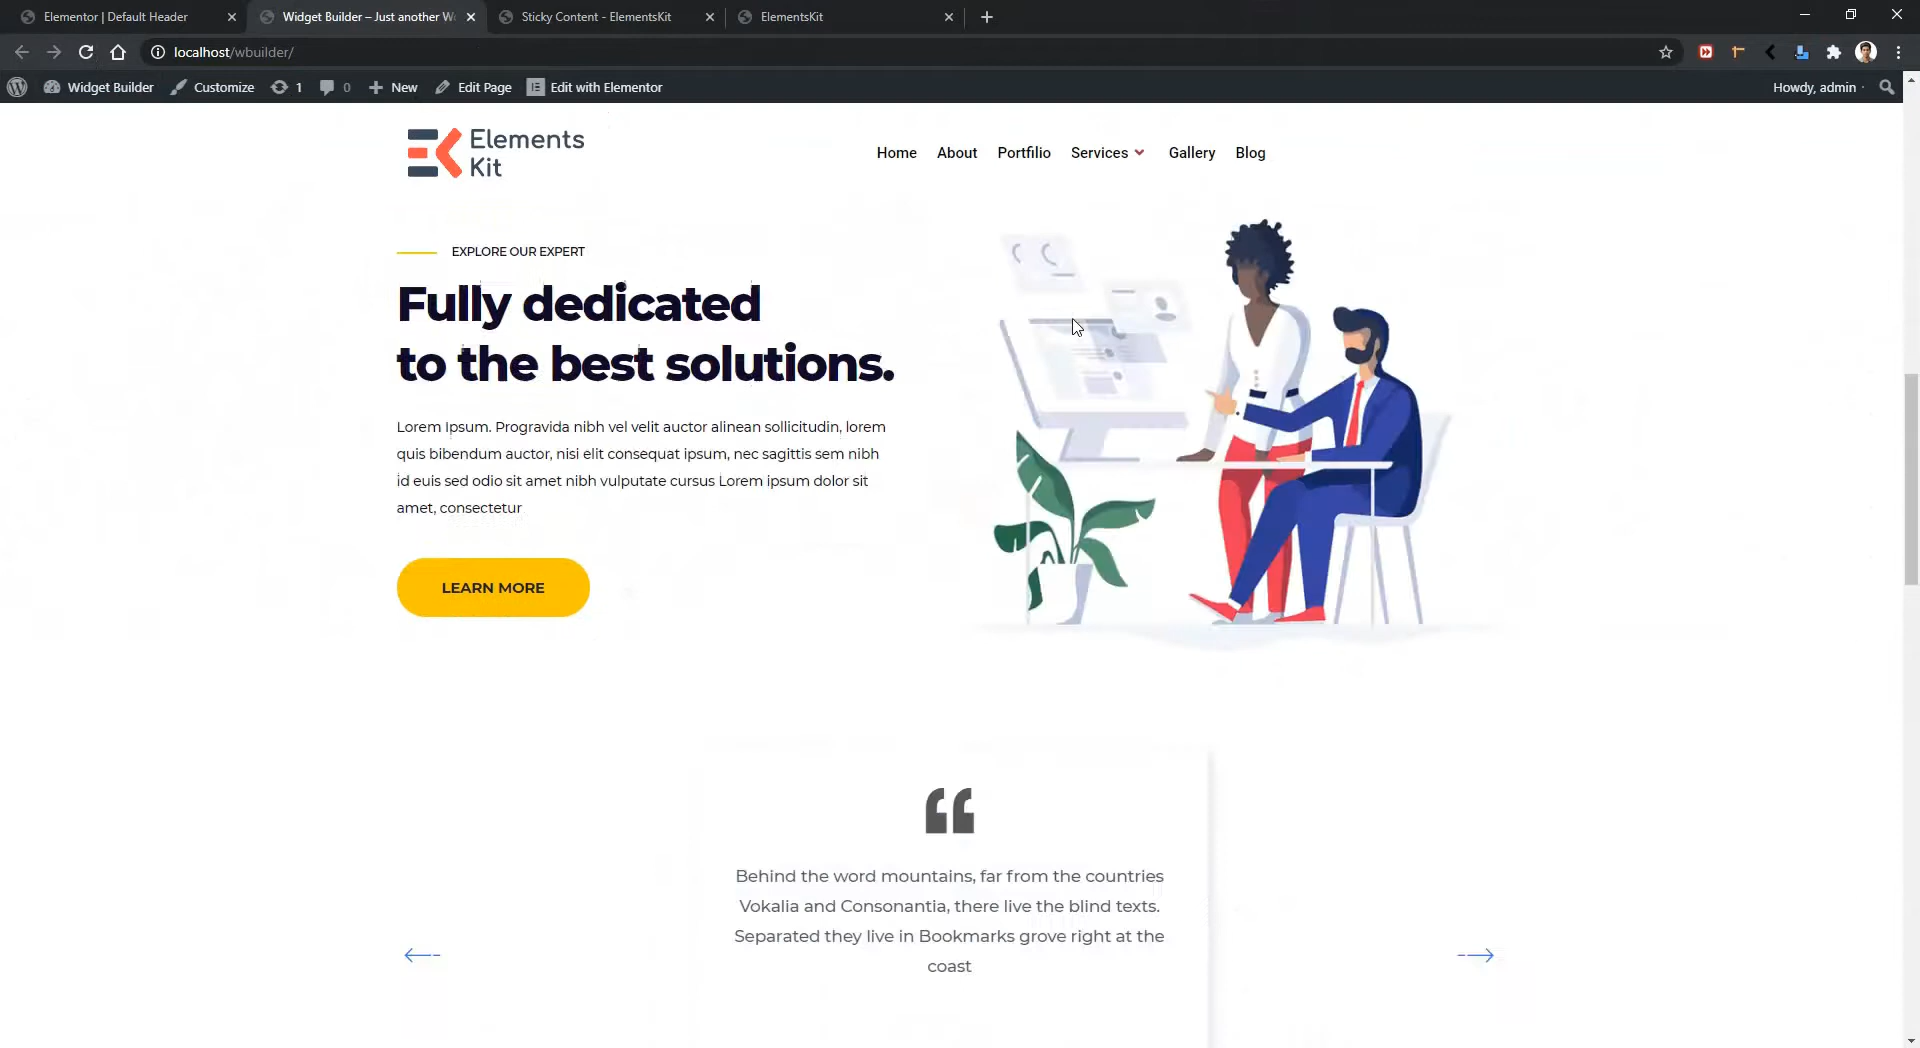 Elementor | Default Header
Widget Builder – Just another W
Sticky Content - ElementsKit
ElementsKit
localhost/wbuilder/
Widget Builder
Customize
1
0
New
Edit Page
Edit with Elementor
Howdy, admin
Elements
Kit
Home
About
Portfilio
Services
Gallery
Blog
EXPLORE OUR EXPERT
Fully dedicated
to the best solutions.
Lorem Ipsum. Progravida nibh vel velit auctor alinean sollicitudin, lorem
quis bibendum auctor, nisi elit consequat ipsum, nec sagittis sem nibh
id euis sed odio sit amet nibh vulputate cursus Lorem ipsum dolor sit
amet, consectetur
LEARN MORE
Behind the word mountains, far from the countries
Vokalia and Consonantia, there live the blind texts.
Separated they live in Bookmarks grove right at the
coast